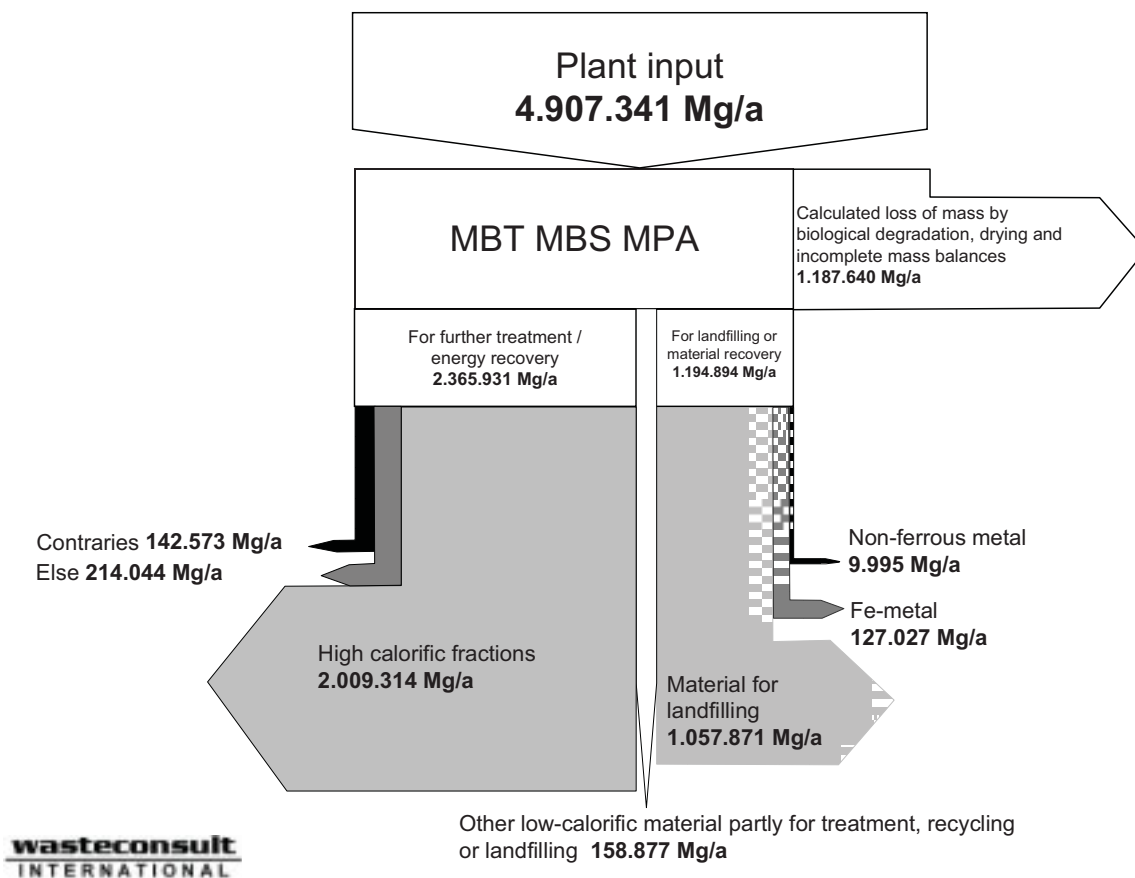 Plant input
4.907.341 Mg/a
MBT MBS MPA
Calculated loss of mass by
biological degradation, drying and
incomplete mass balances
1.187.640 Mg/a
For further treatment /
energy recovery
2.365.931 Mg/a
For landfilling or
material recovery
1.194.894 Mg/a
Contraries 142.573 Mg/a
Else 214.044 Mg/a
Non-ferrous metal
9.995 Mg/a
Fe-metal
127.027 Mg/a
High calorific fractions
2.009.314 Mg/a
Material for
landfilling
1.057.871 Mg/a
Other low-calorific material partly for treatment, recycling
or landfilling 158.877 Mg/a
wasteconsult
INTERNATIONAL